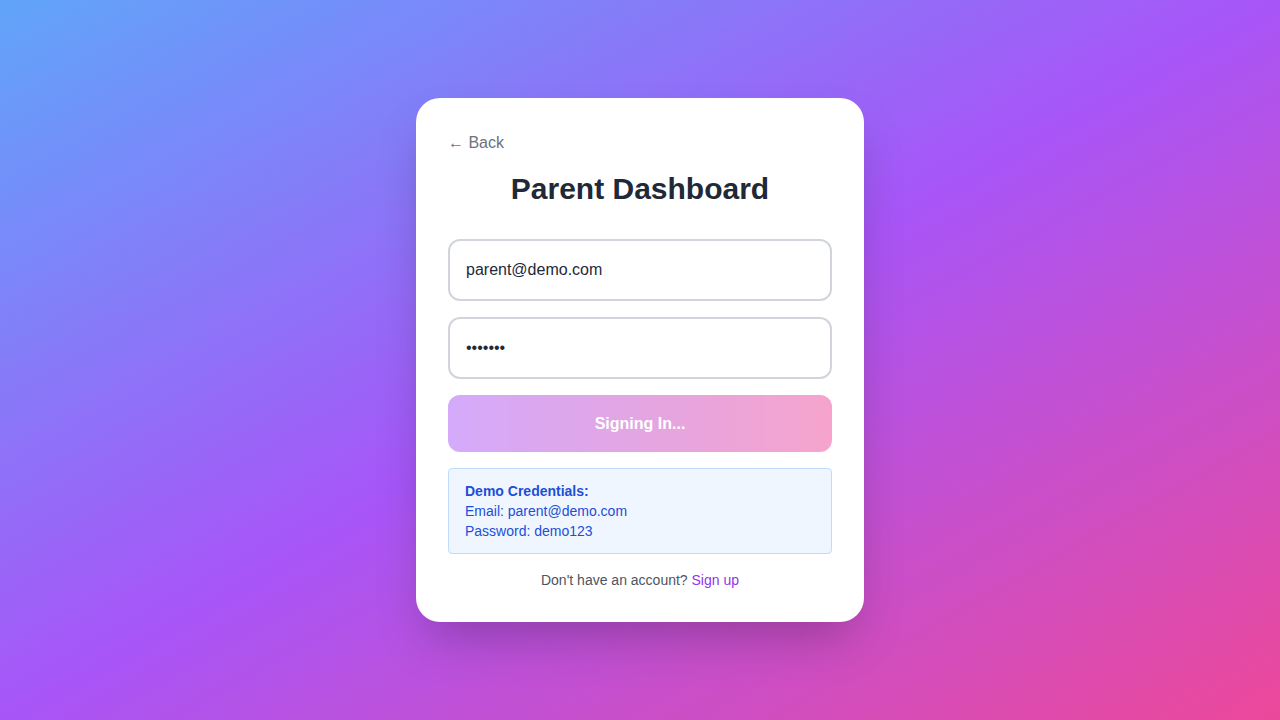 ← Back
Parent Dashboard
parent@demo.com
•••••••
Signing In...
Demo Credentials:
Email: parent@demo.com
Password: demo123
Don't have an account? Sign up